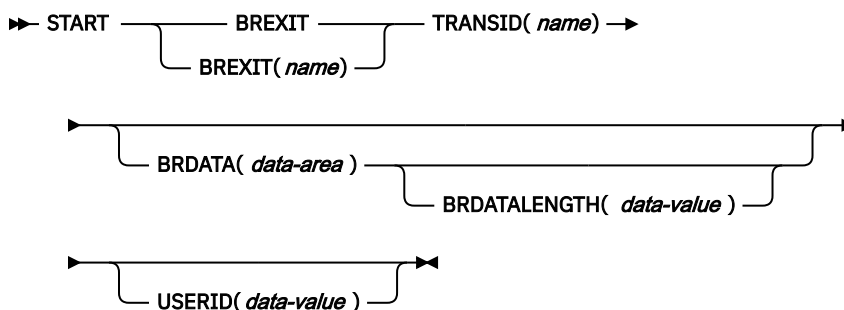 START BREXIT TRANSID( name)
BREXIT( name)
BRDATA( data-area )
BRDATALENGTH( data-value )
USERID( data-value )